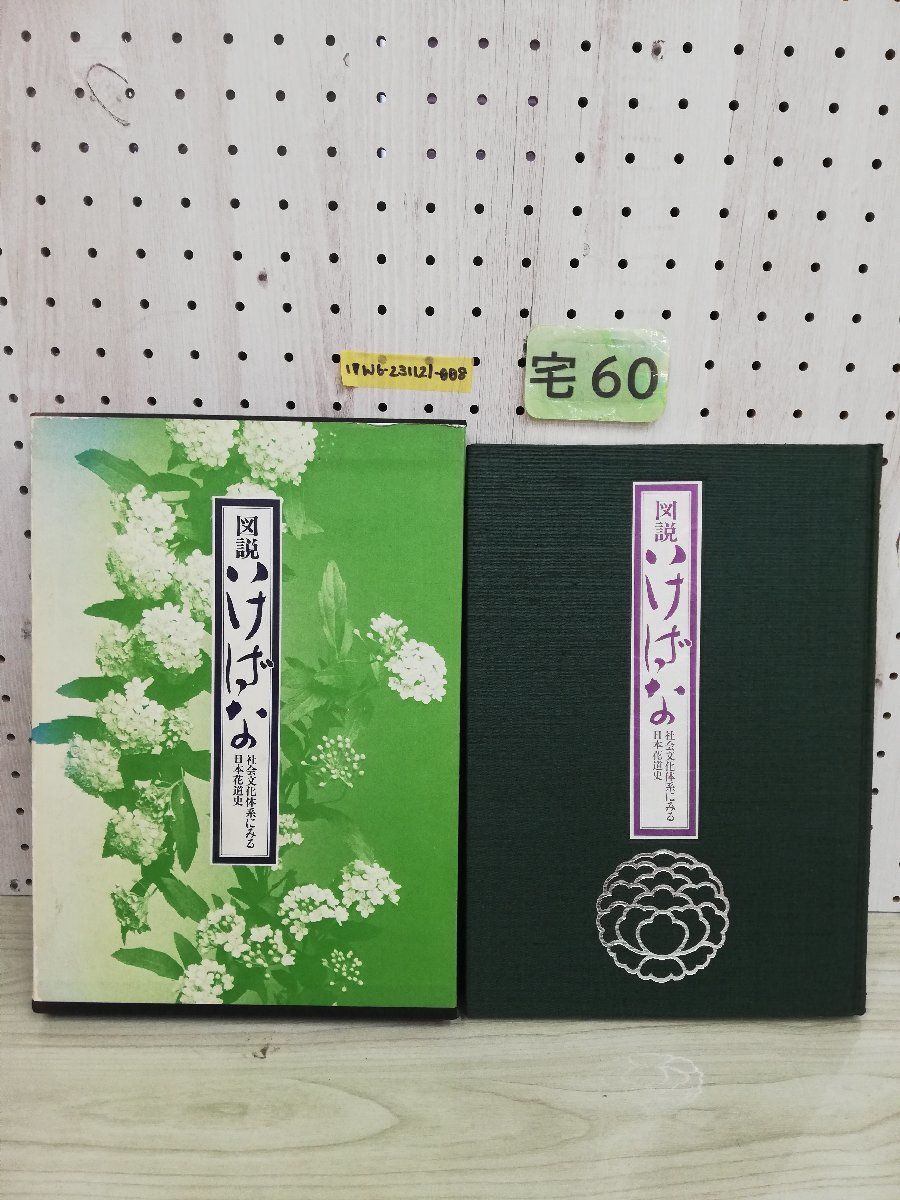 1PW6-231121-008
宅60
図説
いけばな
社会文化体系にみる
日本花道史
図説
いけばな
社会文化体系にみる
日本花道史